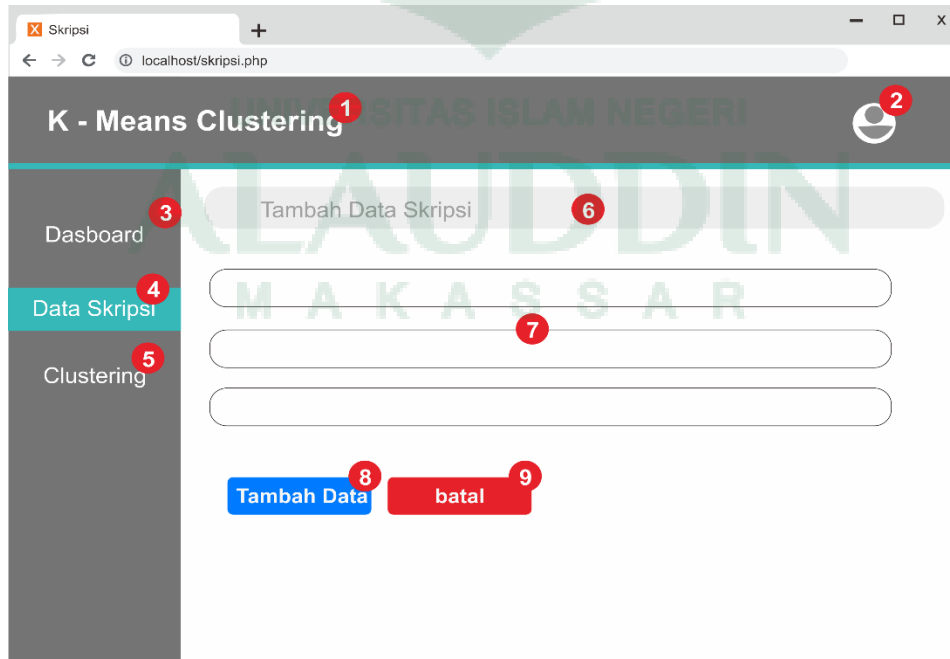 Skripsi
localhost/skripsi.php
K - Means Clustering
1
2
UNIVERSITAS ISLAM NEGERI
ALAUDDIN
MAKASSAR
3
Dasboard
Tambah Data Skripsi
6
4
Data Skripsi
7
5
Clustering
8
Tambah Data
9
batal